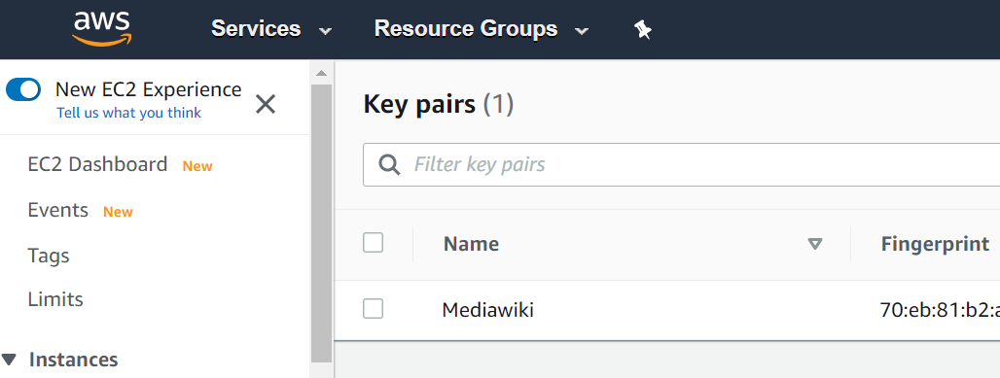 aws Services Resource Groups
New EC2 Experience
Tell us what you think
EC2 Dashboard New
Events New
Tags
Limits
Instances
Key pairs (1)
Filter key pairs
Name Fingerprint
Mediawiki 70:eb:81:b2:a